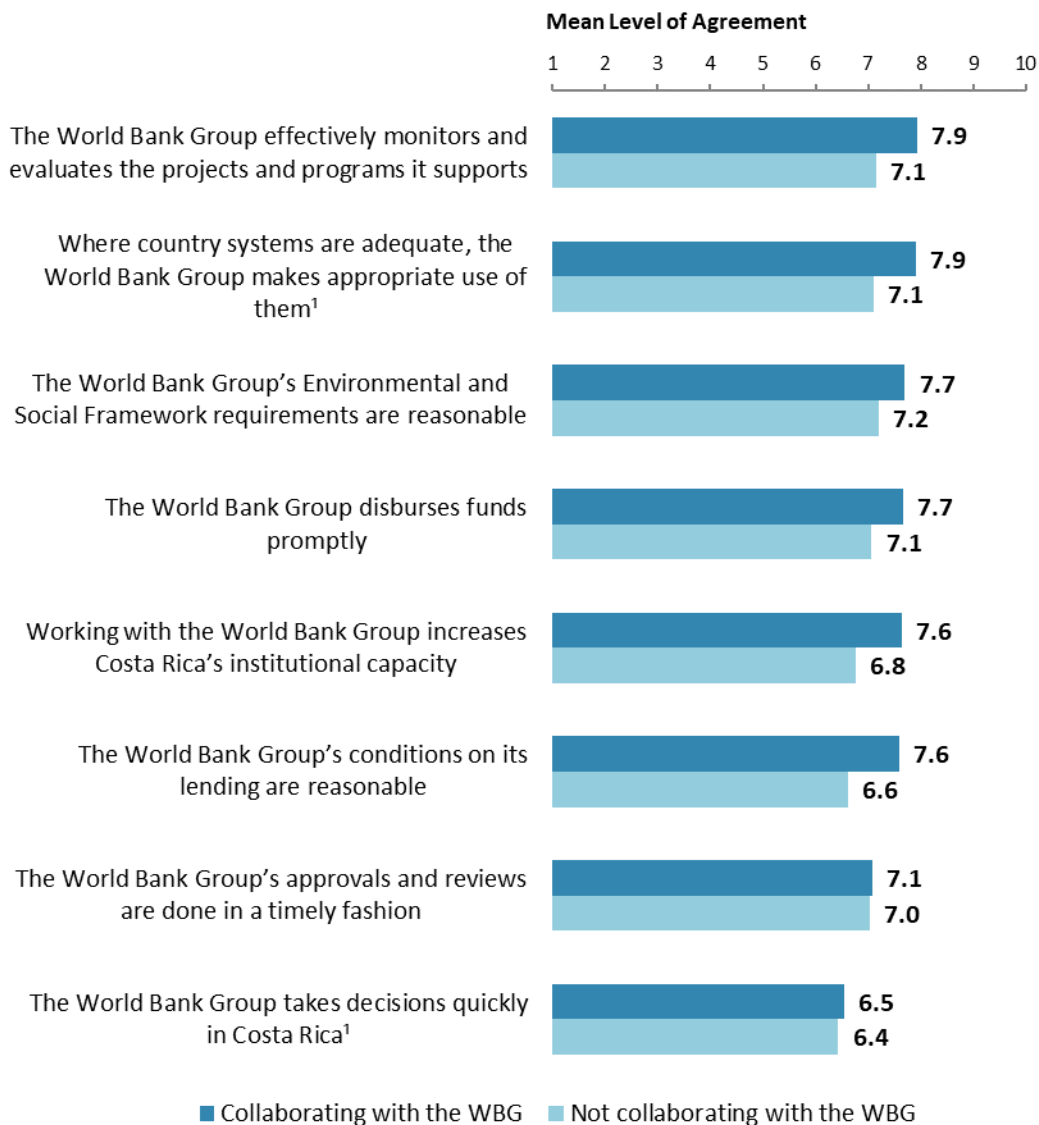 Mean Level of Agreement
1 2 3 4 5 6 7 8 9 10
The World Bank Group effectively monitors and
evaluates the projects and programs it supports
7.9
7.1
Where country systems are adequate, the
World Bank Group makes appropriate use of
them¹
7.9
7.1
The World Bank Group’s Environmental and
Social Framework requirements are reasonable
7.7
7.2
The World Bank Group disburses funds
promptly
7.7
7.1
Working with the World Bank Group increases
Costa Rica’s institutional capacity
7.6
6.8
The World Bank Group’s conditions on its
lending are reasonable
7.6
6.6
The World Bank Group’s approvals and reviews
are done in a timely fashion
7.1
7.0
The World Bank Group takes decisions quickly
in Costa Rica¹
6.5
6.4
Collaborating with the WBG Not collaborating with the WBG